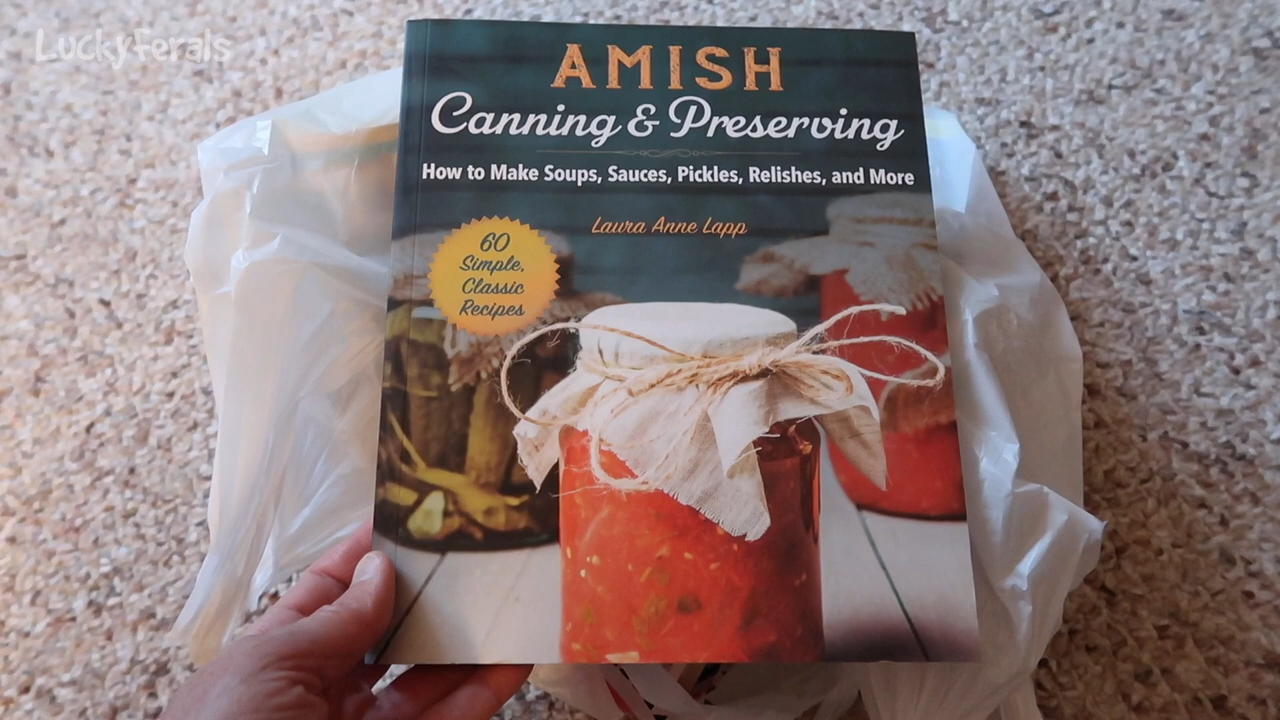 LuckyFerals
AMISH
Canning & Preserving
How to Make Soups, Sauces, Pickles, Relishes, and More
Laura Anne Lapp
60
Simple,
Classic
Recipes